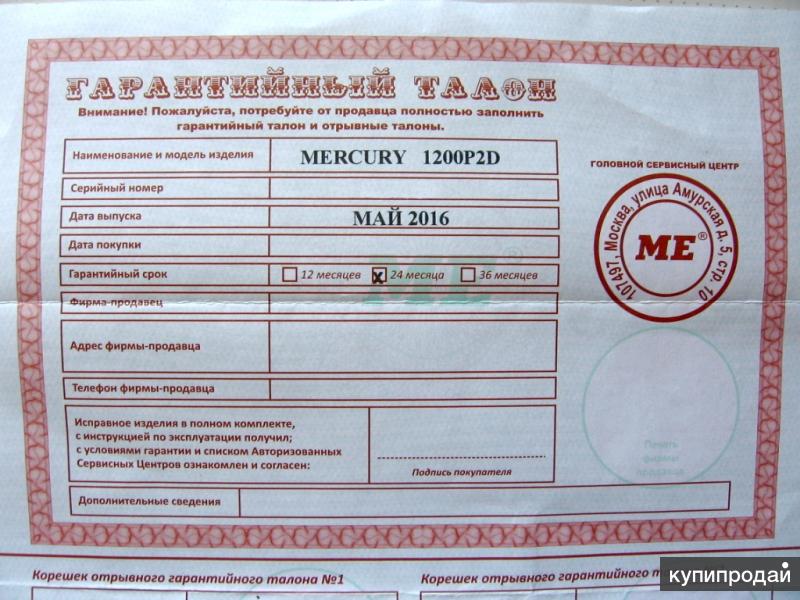 ГАРАНТИЙНЫЙ ТАЛОН
Внимание! Пожалуйста, потребуйте от продавца полностью заполнить
гарантийный талон и отрывные талоны.
Наименование и модель изделия MERCURY 1200P2D
Серийный номер
Дата выпуска МАЙ 2016
Дата покупки
Гарантийный срок 12 месяцев x 24 месяца 36 месяцев
ME®
Фирма-продавец
Адрес фирмы-продавца
Телефон фирмы-продавца
Исправное изделия в полном комплекте,
с инструкцией по эксплуатации получил;
с условиями гарантии и списком Авторизованных
Сервисных Центров ознакомлен и согласен:
Подпись покупателя
Дополнительные сведения
ГОЛОВНОЙ СЕРВИСНЫЙ ЦЕНТР
107497, Москва, улица Амурская д. 5, стр. 10
ME®
Печать
фирмы
продавца
Корешек отрывного гарантийного талона №1
Корешек отрывного гарантийного
купипродай